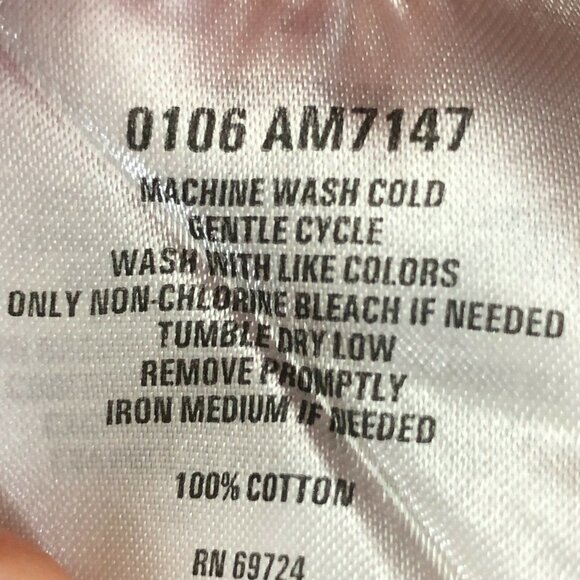 0106 AM7147
MACHINE WASH COLD
GENTLE CYCLE
WASH WITH LIKE COLORS
ONLY NON-CHLORINE BLEACH IF NEEDED
TUMBLE DRY LOW
REMOVE PROMPTLY
IRON MEDIUM IF NEEDED
100% COTTON
RN 69724